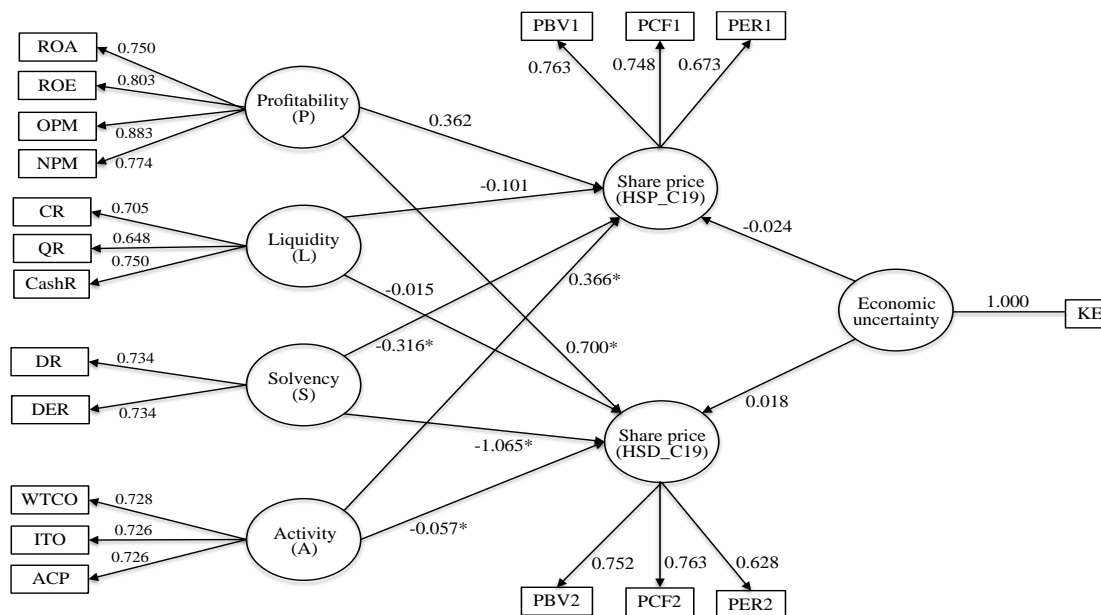 PBV1
PCF1
PER1
0.763
0.748
0.673
ROA
ROE
OPM
NPM
0.750
0.803
0.883
0.774
Profitability
(P)
0.362
Share price
(HSP_C19)
-0.101
CR
QR
CashR
0.705
0.648
0.750
Liquidity
(L)
-0.015
0.366*
-0.024
Economic
uncertainty
1.000
KE
DR
DER
0.734
0.734
Solvency
(S)
-0.316*
0.700*
0.018
Share price
(HSD_C19)
-1.065*
WTCO
ITO
ACP
0.728
0.726
0.726
Activity
(A)
-0.057*
0.752
0.763
0.628
PBV2
PCF2
PER2